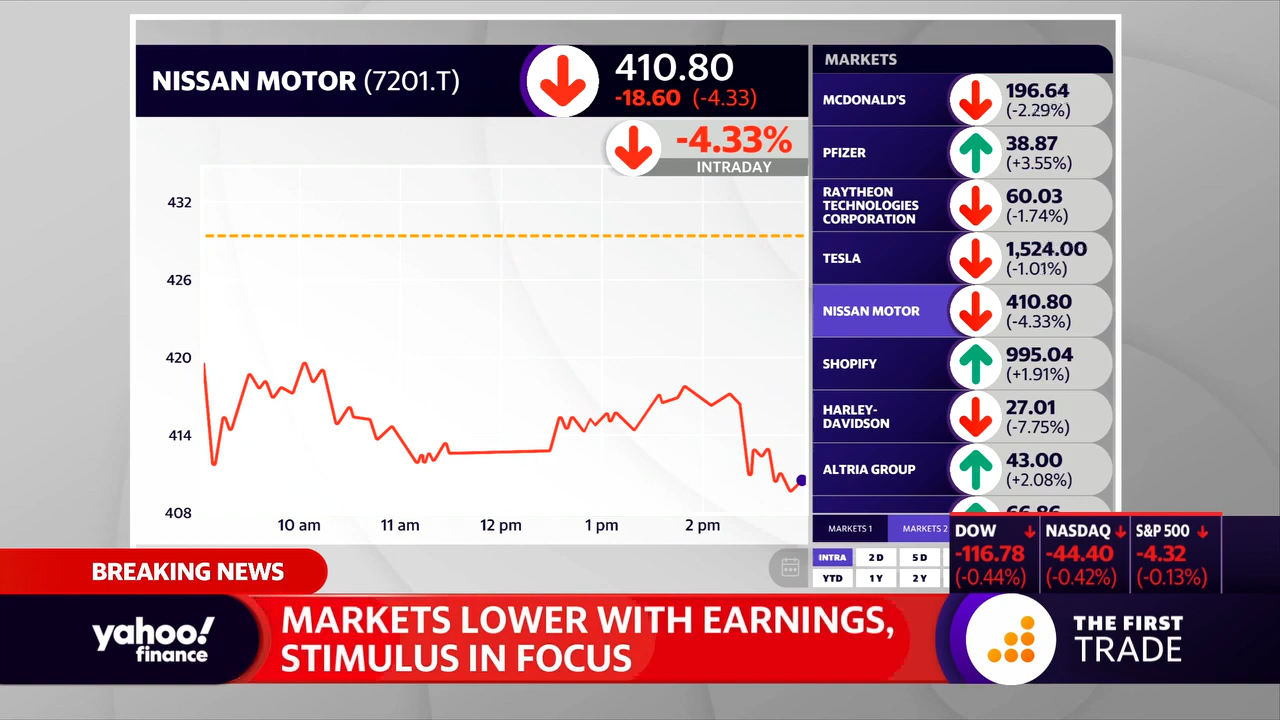 NISSAN MOTOR (7201.T)
410.80
-18.60 (-4.33)
-4.33%
INTRADAY
432
426
420
414
408
10 am 11 am 12 pm 1 pm 2 pm
MARKETS
MCDONALD'S
196.64
(-2.29%)
PFIZER
38.87
(+3.55%)
RAYTHEON
TECHNOLOGIES
CORPORATION
60.03
(-1.74%)
TESLA
1,524.00
(-1.01%)
NISSAN MOTOR
410.80
(-4.33%)
SHOPIFY
995.04
(+1.91%)
HARLEY-
DAVIDSON
27.01
(-7.75%)
ALTRIA GROUP
43.00
(+2.08%)
MARKETS 1 MARKETS 2
INTRA 2 D 5 D
YTD 1 Y 2 Y
DOW
-116.78
(-0.44%)
NASDAQ
-44.40
(-0.42%)
S&P 500
-4.32
(-0.13%)
BREAKING NEWS
yahoo!
finance
MARKETS LOWER WITH EARNINGS,
STIMULUS IN FOCUS
THE FIRST
TRADE